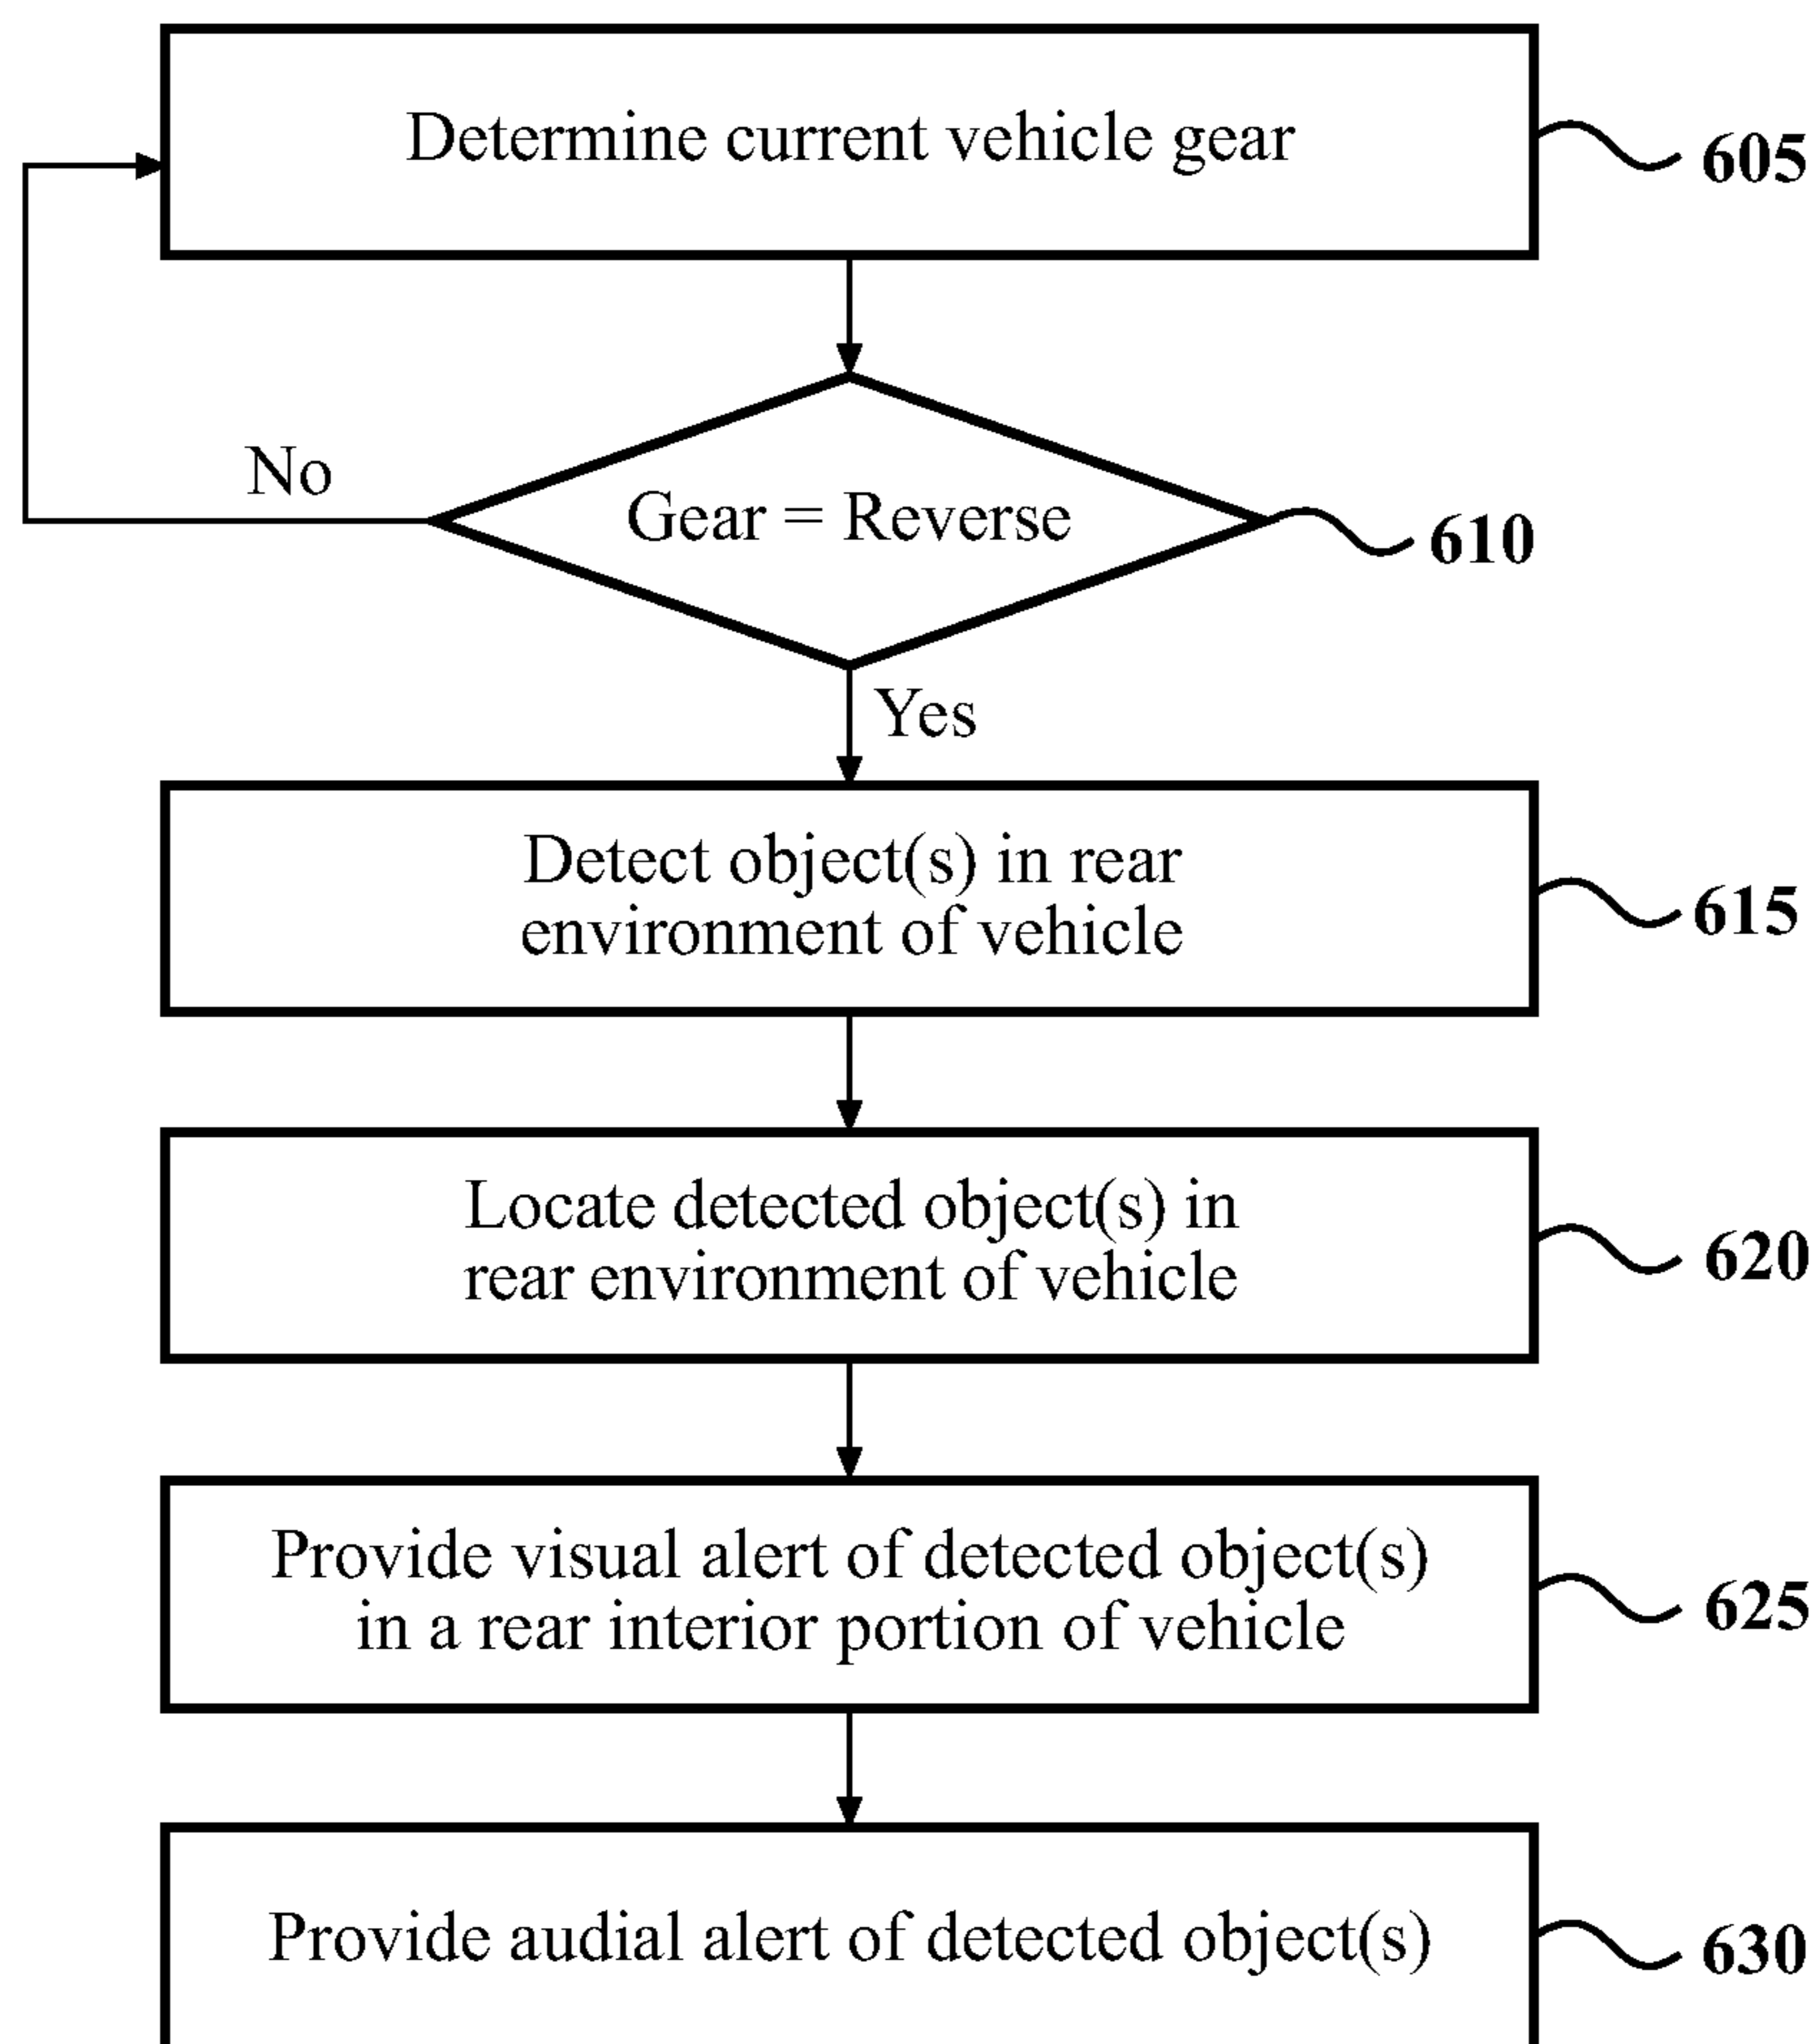 Determine current vehicle gear
605
No
Gear = Reverse
610
Yes
Detect object(s) in rear
environment of vehicle
615
Locate detected object(s) in
rear environment of vehicle
620
Provide visual alert of detected object(s)
in a rear interior portion of vehicle
625
Provide audial alert of detected object(s)
630